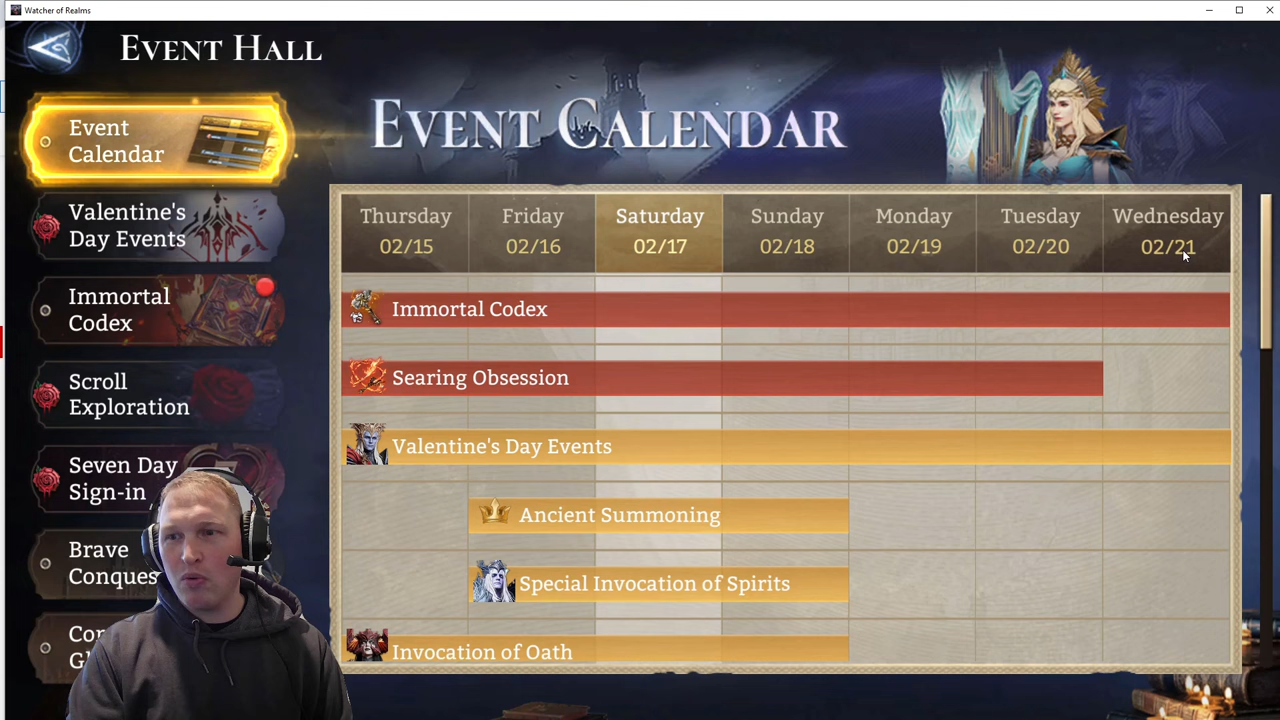 Watcher of Realms
EVENT HALL
Event
Calendar
Valentine's
Day Events
Immortal
Codex
Scroll
Exploration
Seven Day
Sign-in
Brave
EVENT CALENDAR
Thursday Friday Saturday Sunday Monday Tuesday Wednesday
02/15 02/16 02/17 02/18 02/19 02/20 02/21
Immortal Codex
Searing Obsession
Valentine's Day Events
Ancient Summoning
Special Invocation of Spirits
Invocation of Oath